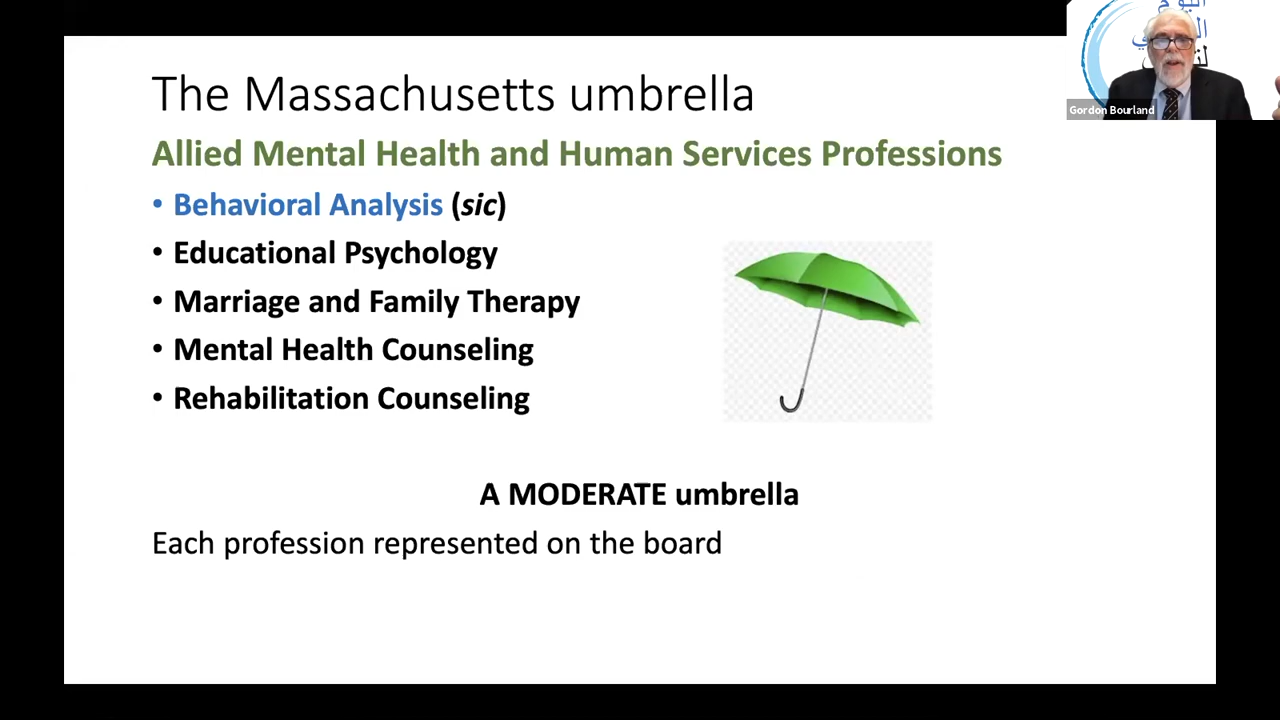 The Massachusetts umbrella
Allied Mental Health and Human Services Professions
• Behavioral Analysis (sic)
• Educational Psychology
• Marriage and Family Therapy
• Mental Health Counseling
• Rehabilitation Counseling
A MODERATE umbrella
Each profession represented on the board
Gordon Bourland